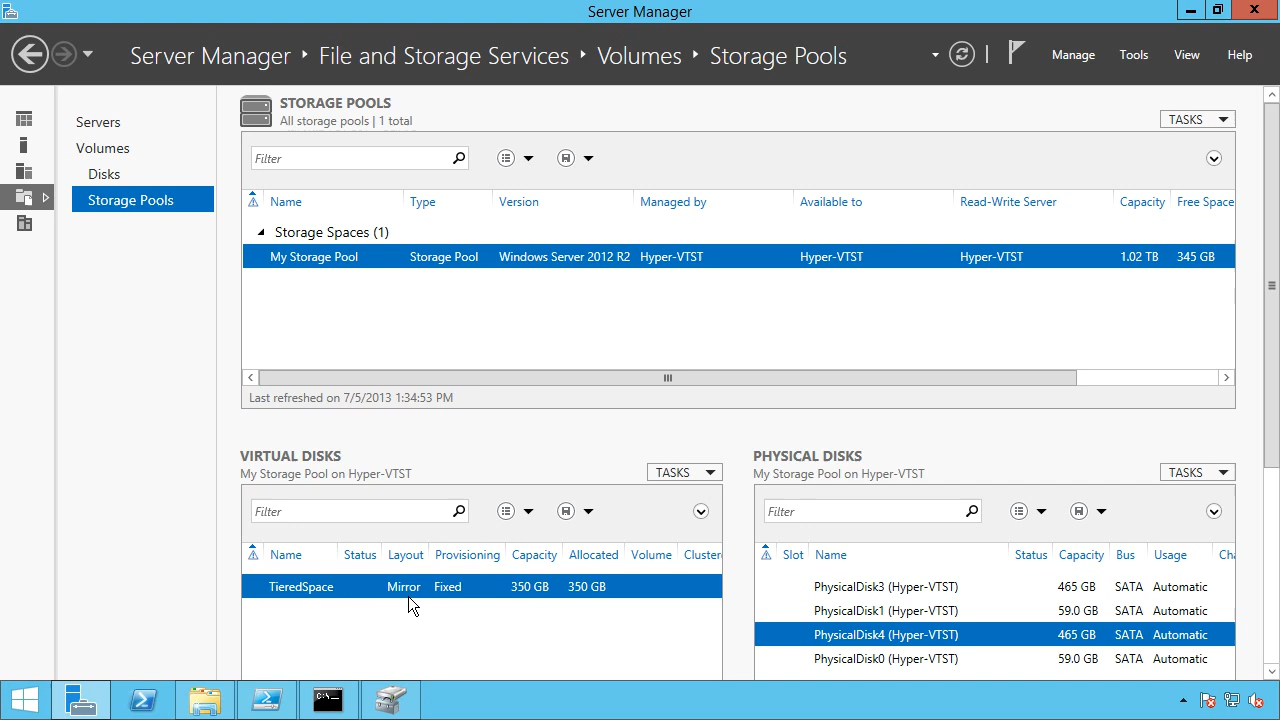 Server Manager
Server Manager ‣ File and Storage Services ‣ Volumes ‣ Storage Pools
Manage Tools View Help
Servers
Volumes
Disks
Storage Pools
STORAGE POOLS
All storage pools | 1 total
TASKS
Filter
Name Type Version Managed by Available to Read-Write Server Capacity Free Space
Storage Spaces (1)
My Storage Pool Storage Pool Windows Server 2012 R2 Hyper-VTST Hyper-VTST Hyper-VTST 1.02 TB 345 GB
Last refreshed on 7/5/2013 1:34:53 PM
VIRTUAL DISKS
My Storage Pool on Hyper-VTST
TASKS
Filter
Name Status Layout Provisioning Capacity Allocated Volume Cluster
TieredSpace Mirror Fixed 350 GB 350 GB
PHYSICAL DISKS
My Storage Pool on Hyper-VTST
TASKS
Filter
Slot Name Status Capacity Bus Usage Cha
PhysicalDisk3 (Hyper-VTST) 465 GB SATA Automatic
PhysicalDisk1 (Hyper-VTST) 59.0 GB SATA Automatic
PhysicalDisk4 (Hyper-VTST) 465 GB SATA Automatic
PhysicalDisk0 (Hyper-VTST) 59.0 GB SATA Automatic